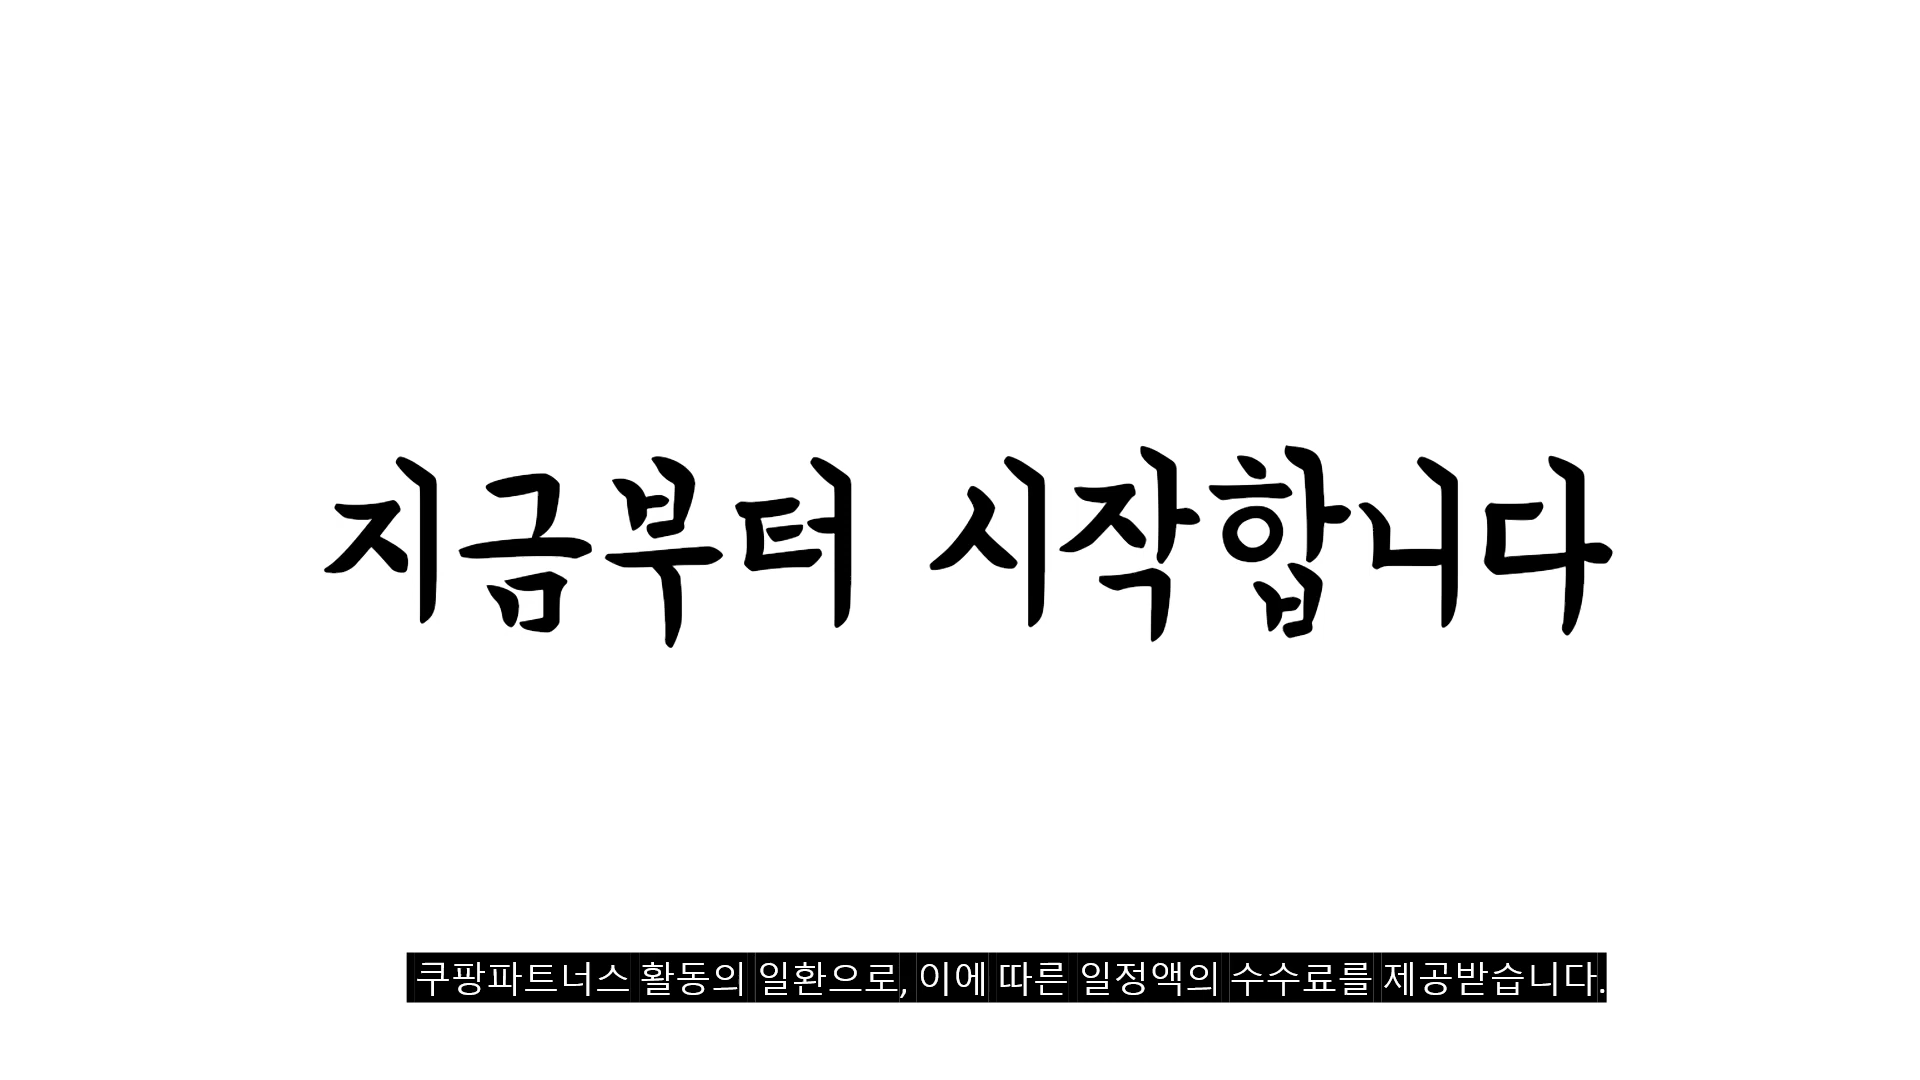 지금부터 시작합니다
쿠팡파트너스 활동의 일환으로, 이에 따른 일정액의 수수료를 제공받습니다.